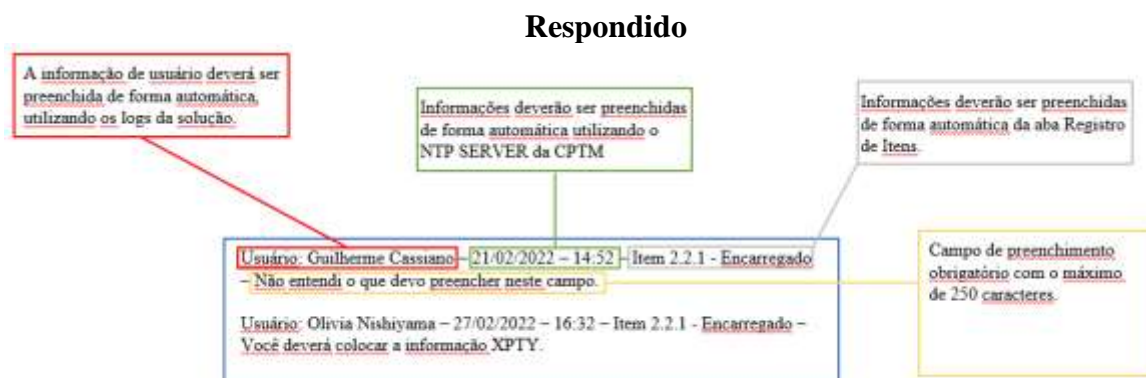 Respondido
A informação de usuário deverá ser
preenchida de forma automática,
utilizando os logs da solução.
Informações deverão ser preenchidas
de forma automática utilizando o
NTP SERVER da CPTM
Informações deverão ser preenchidas
de forma automática da aba Registro
de Itens.
Usuário: Guilherme Cassiano – 21/02/2022 – 14:52 – Item 2.2.1 - Encarregado
– Não entendi o que devo preencher neste campo.
Usuário: Olivia Nishiyama – 27/02/2022 – 16:32 – Item 2.2.1 - Encarregado –
Você deverá colocar a informação XPTY.
Campo de preenchimento
obrigatório com o máximo
de 250 caracteres.